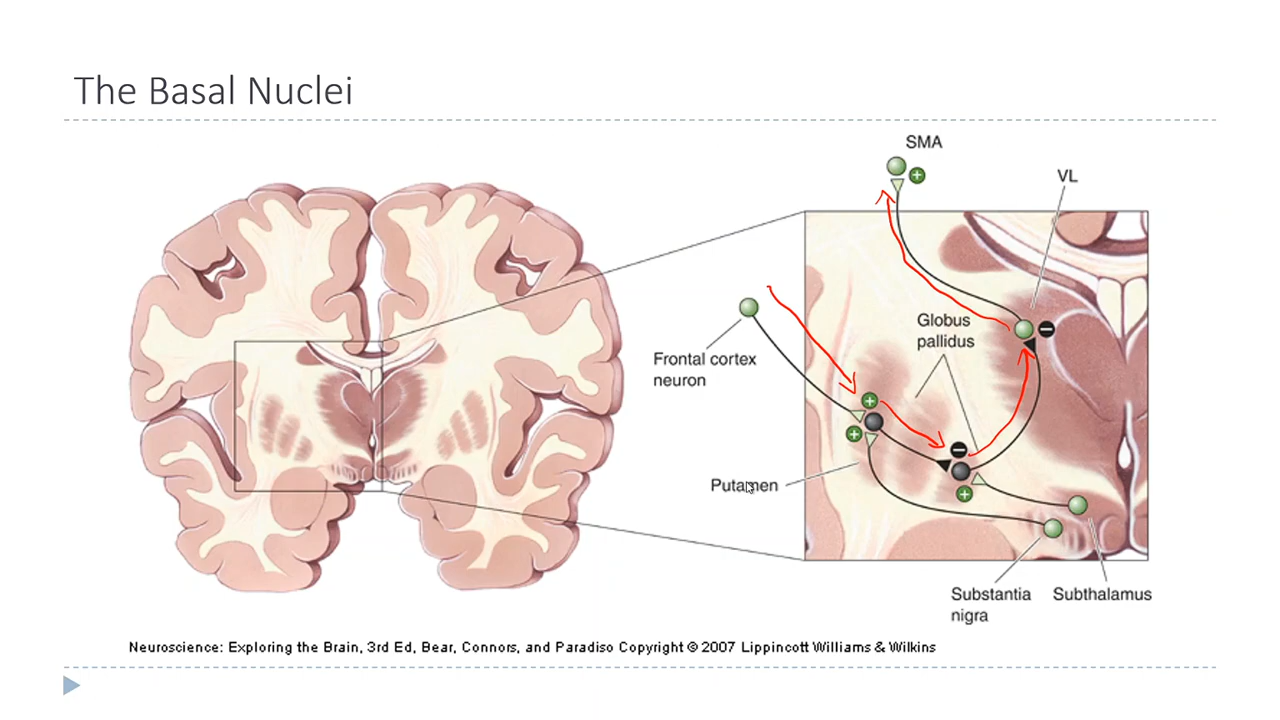 The Basal Nuclei
SMA
+
VL
Globus
pallidus
−
Frontal cortex
neuron
+
+
−
Putamen
+
Substantia
nigra
Subthalamus
Neuroscience: Exploring the Brain, 3rd Ed, Bear, Connors, and Paradiso Copyright © 2007 Lippincott Williams & Wilkins